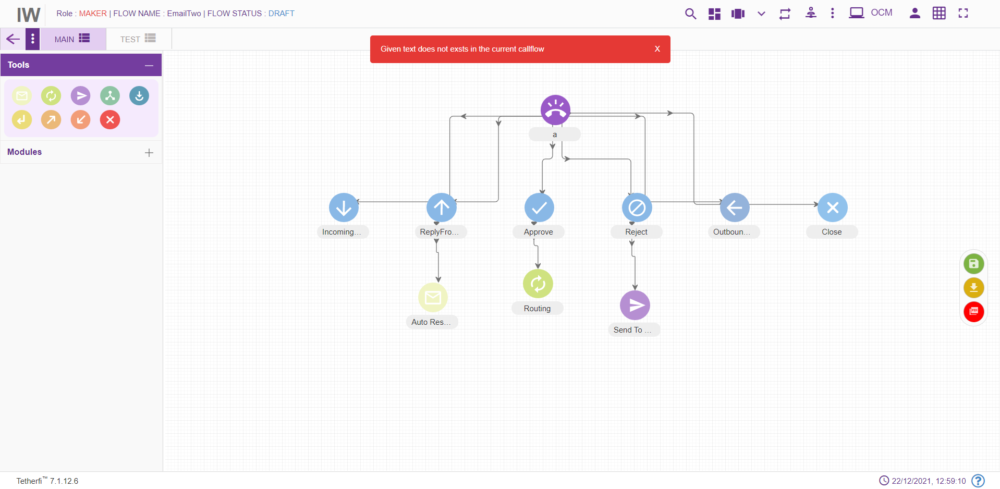 IW
Role : MAKER | FLOW NAME : EmailTwo | FLOW STATUS : DRAFT
OCM
MAIN
TEST
Given text does not exsts in the current callflow
X
Tools
Modules
a
Incoming...
ReplyFro...
Approve
Reject
Outboun...
Close
Auto Res...
Routing
Send To ...
PDF
Tetherfi™ 7.1.12.6
22/12/2021, 12:59:10
?